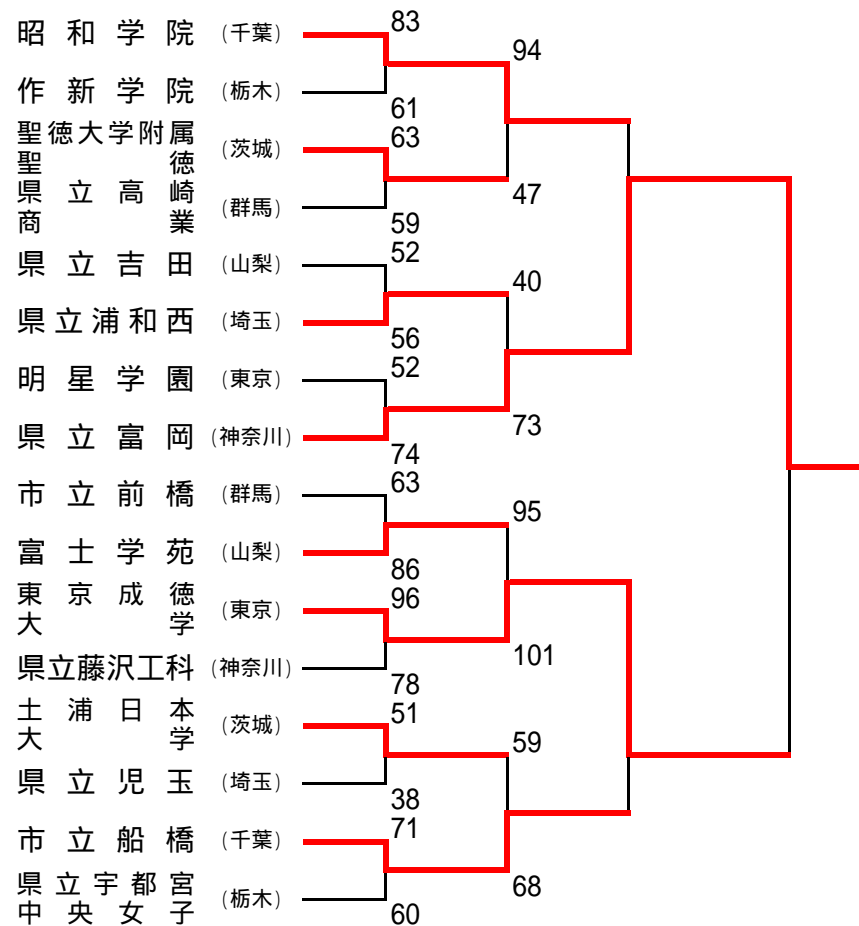 昭和学院 (千葉) 83
94
作新学院 (栃木) 61
聖徳大学附属
聖徳 (茨城) 63
47
県立高崎
商業 (群馬) 59
県立吉田 (山梨) 52
40
県立浦和西 (埼玉) 56
明星学園 (東京) 52
73
県立富岡 (神奈川) 74
市立前橋 (群馬) 63
95
富士学苑 (山梨) 86
東京成徳
大学 (東京) 96
101
県立藤沢工科 (神奈川) 78
土浦日本
大学 (茨城) 51
59
県立児玉 (埼玉) 38
市立船橋 (千葉) 71
68
県立宇都宮
中央女子 (栃木) 60